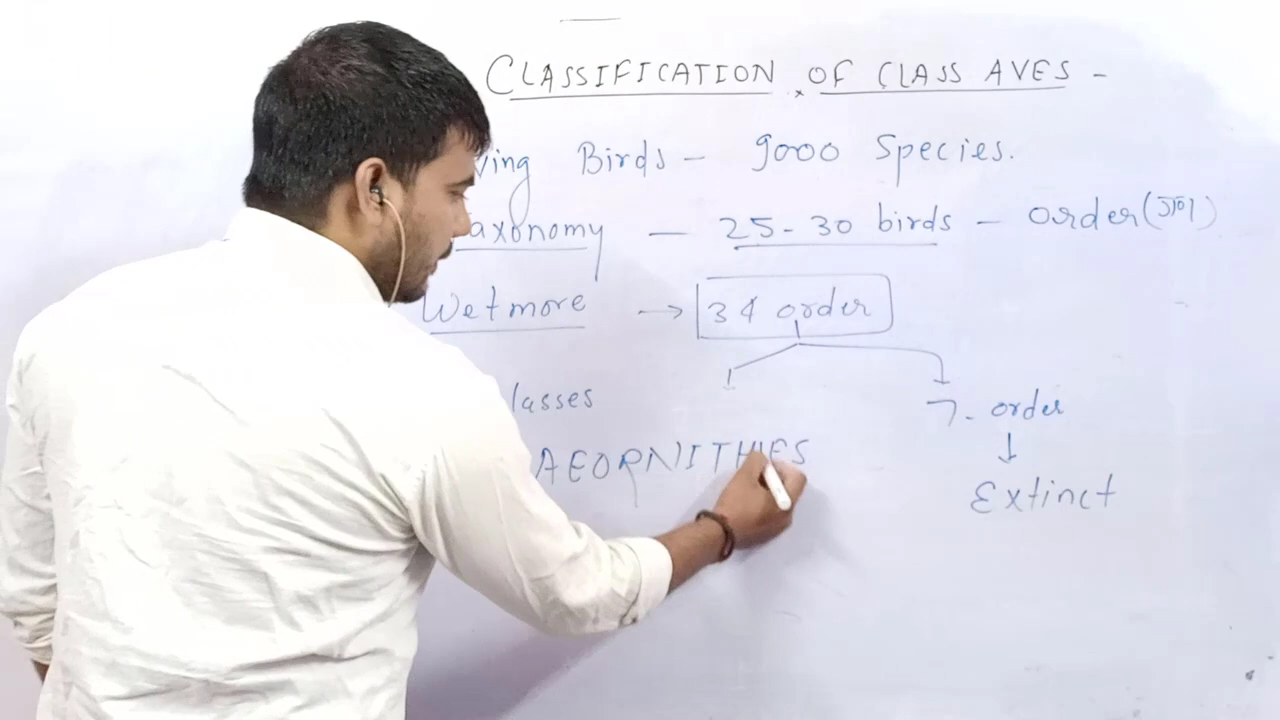 CLASSIFICATION OF CLASS AVES -
ving Birds - 9000 Species.
axonomy — 25-30 birds - order (गण)
Wetmore → 34 order
lasses
7- order
AEORNITHES
↓
Extinct